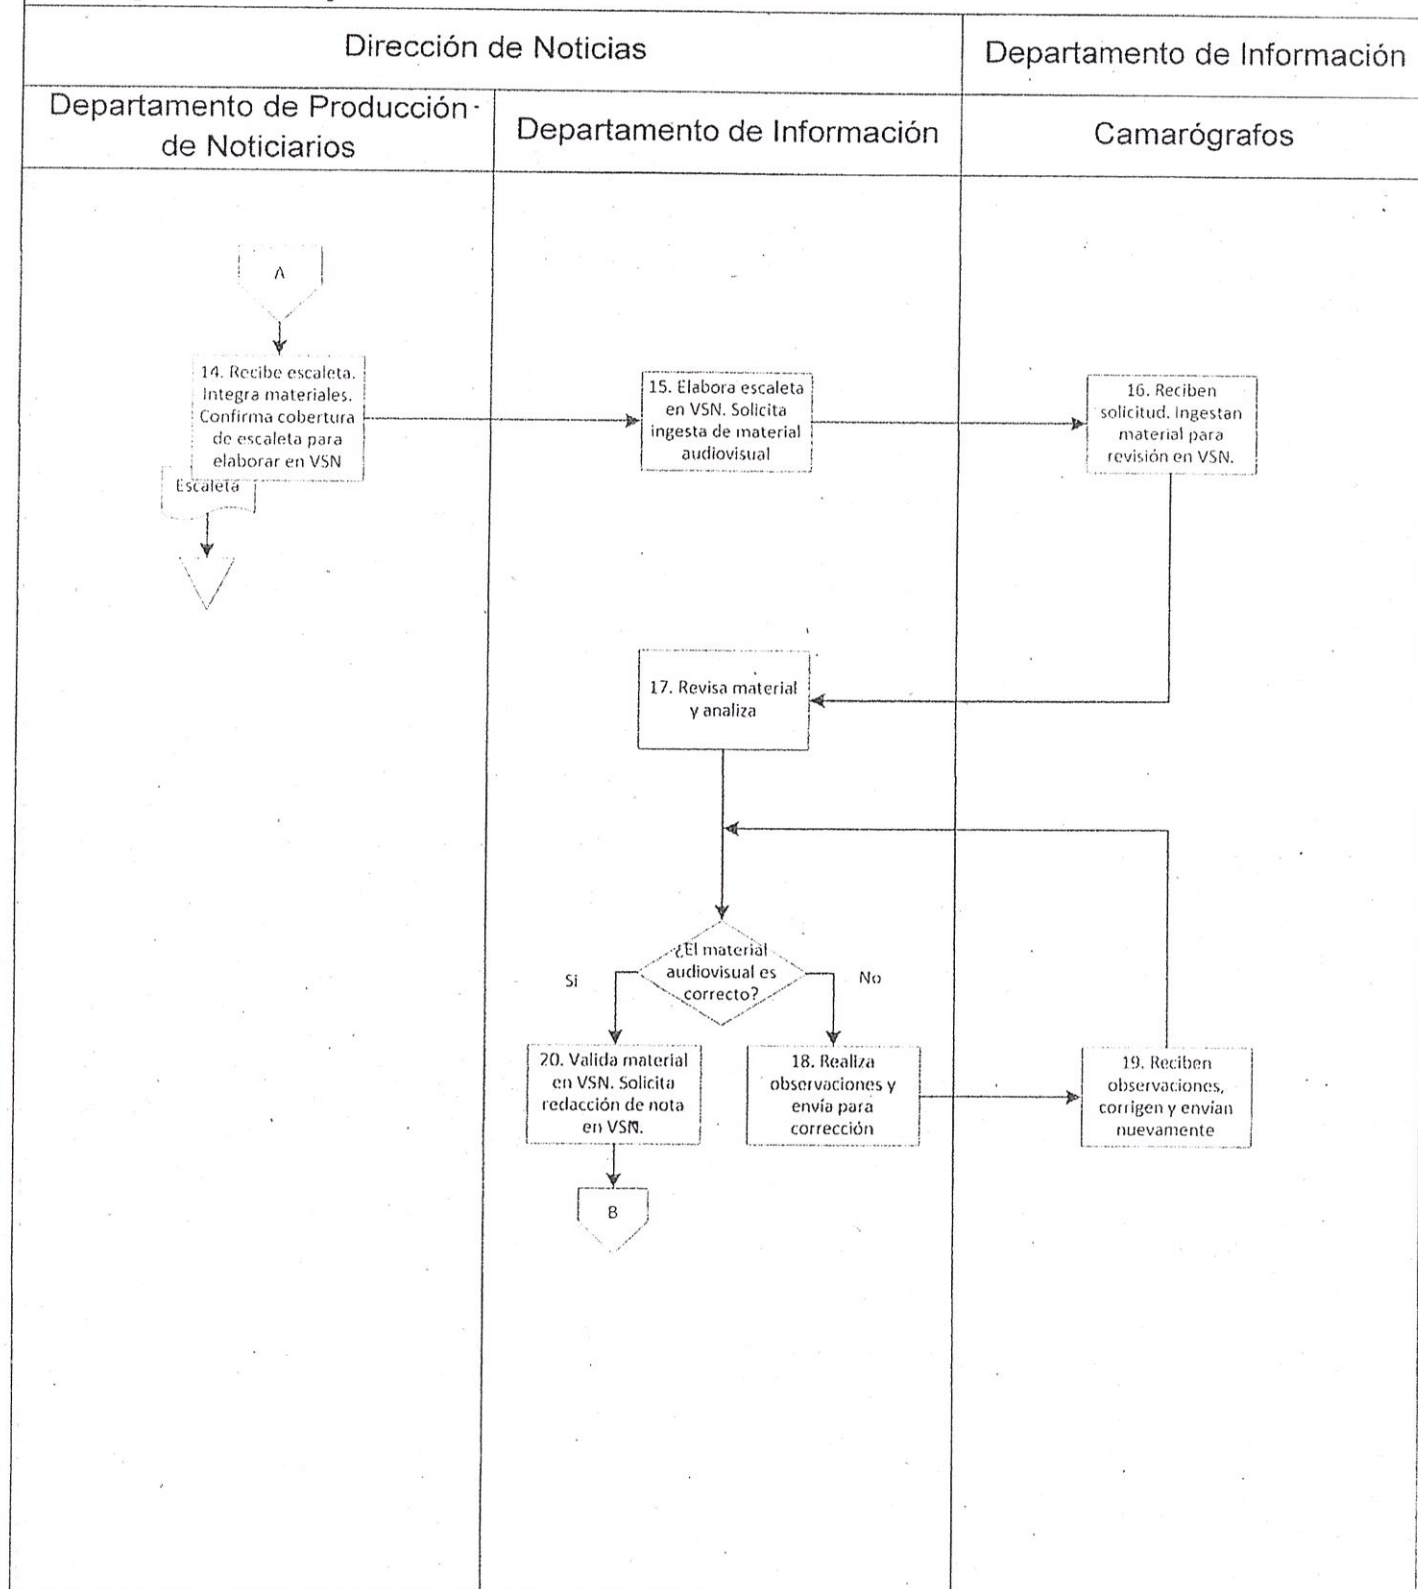 Dirección de Noticias
Departamento de Información
Departamento de Producción
de Noticiarios
Departamento de Información
Camarógrafos
A
14. Recibe escaleta.
Integra materiales.
Confirma cobertura
de escaleta para
elaborar en VSN
Escaleta
15. Elabora escaleta
en VSN. Solicita
ingesta de material
audiovisual
16. Reciben
solicitud. Ingestan
material para
revisión en VSN.
17. Revisa material
y analiza
¿El material
audiovisual es
correcto?
Si
No
20. Valida material
en VSN. Solicita
redacción de nota
en VSN.
18. Realiza
observaciones y
envía para
corrección
19. Reciben
observaciones,
corrigen y envían
nuevamente
B